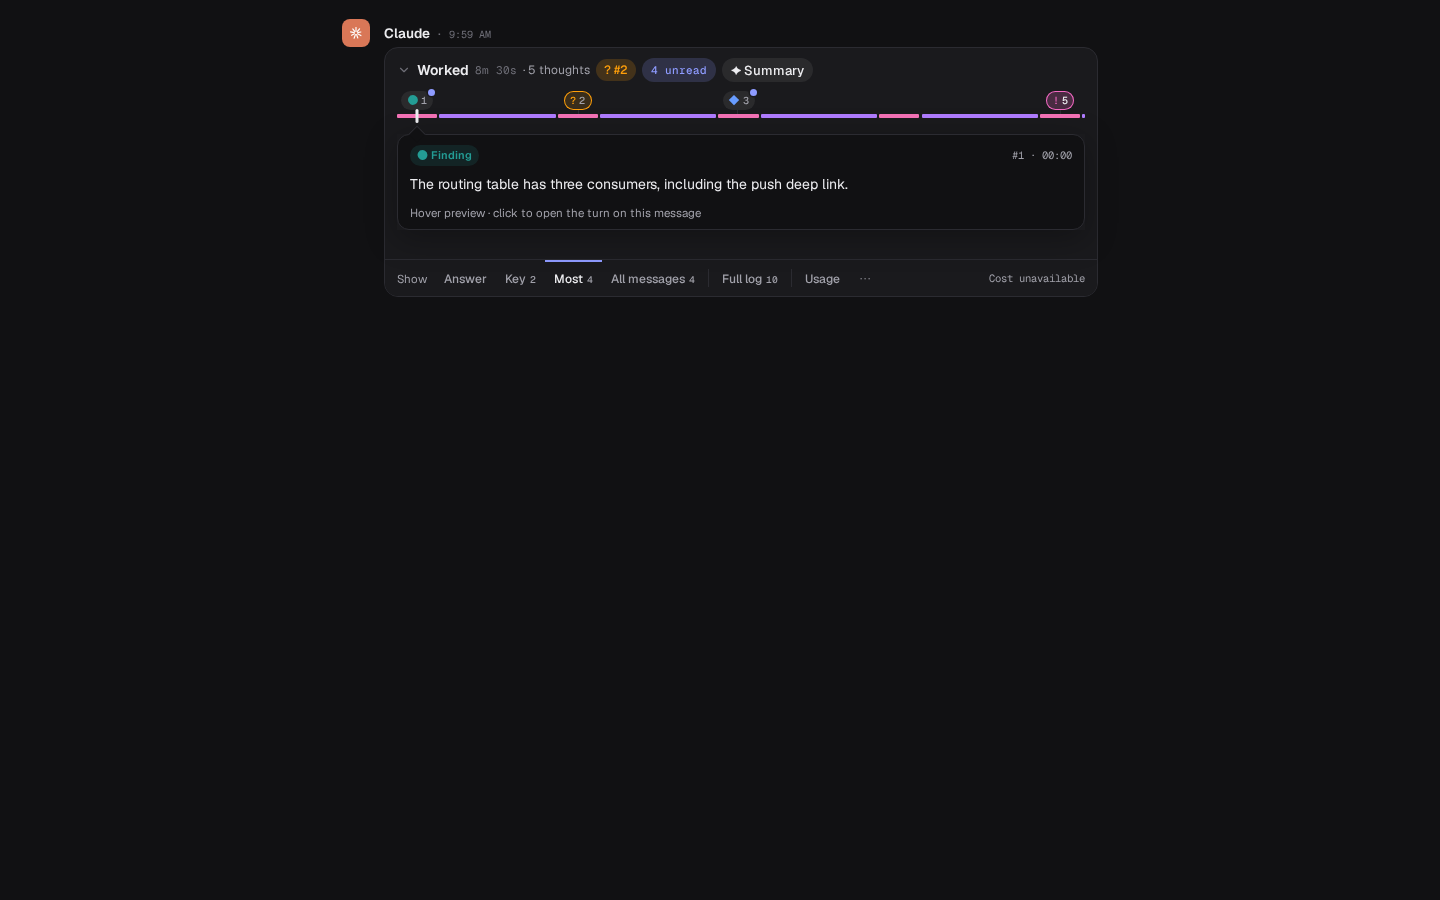 Claude · 9:59 AM
Worked 8m 30s · 5 thoughts ? #2 4 unread Summary
1 ? 2 3 ! 5
Finding #1 · 00:00
The routing table has three consumers, including the push deep link.
Hover preview · click to open the turn on this message
Show Answer Key 2 Most 4 All messages 4 Full log 10 Usage ··· Cost unavailable